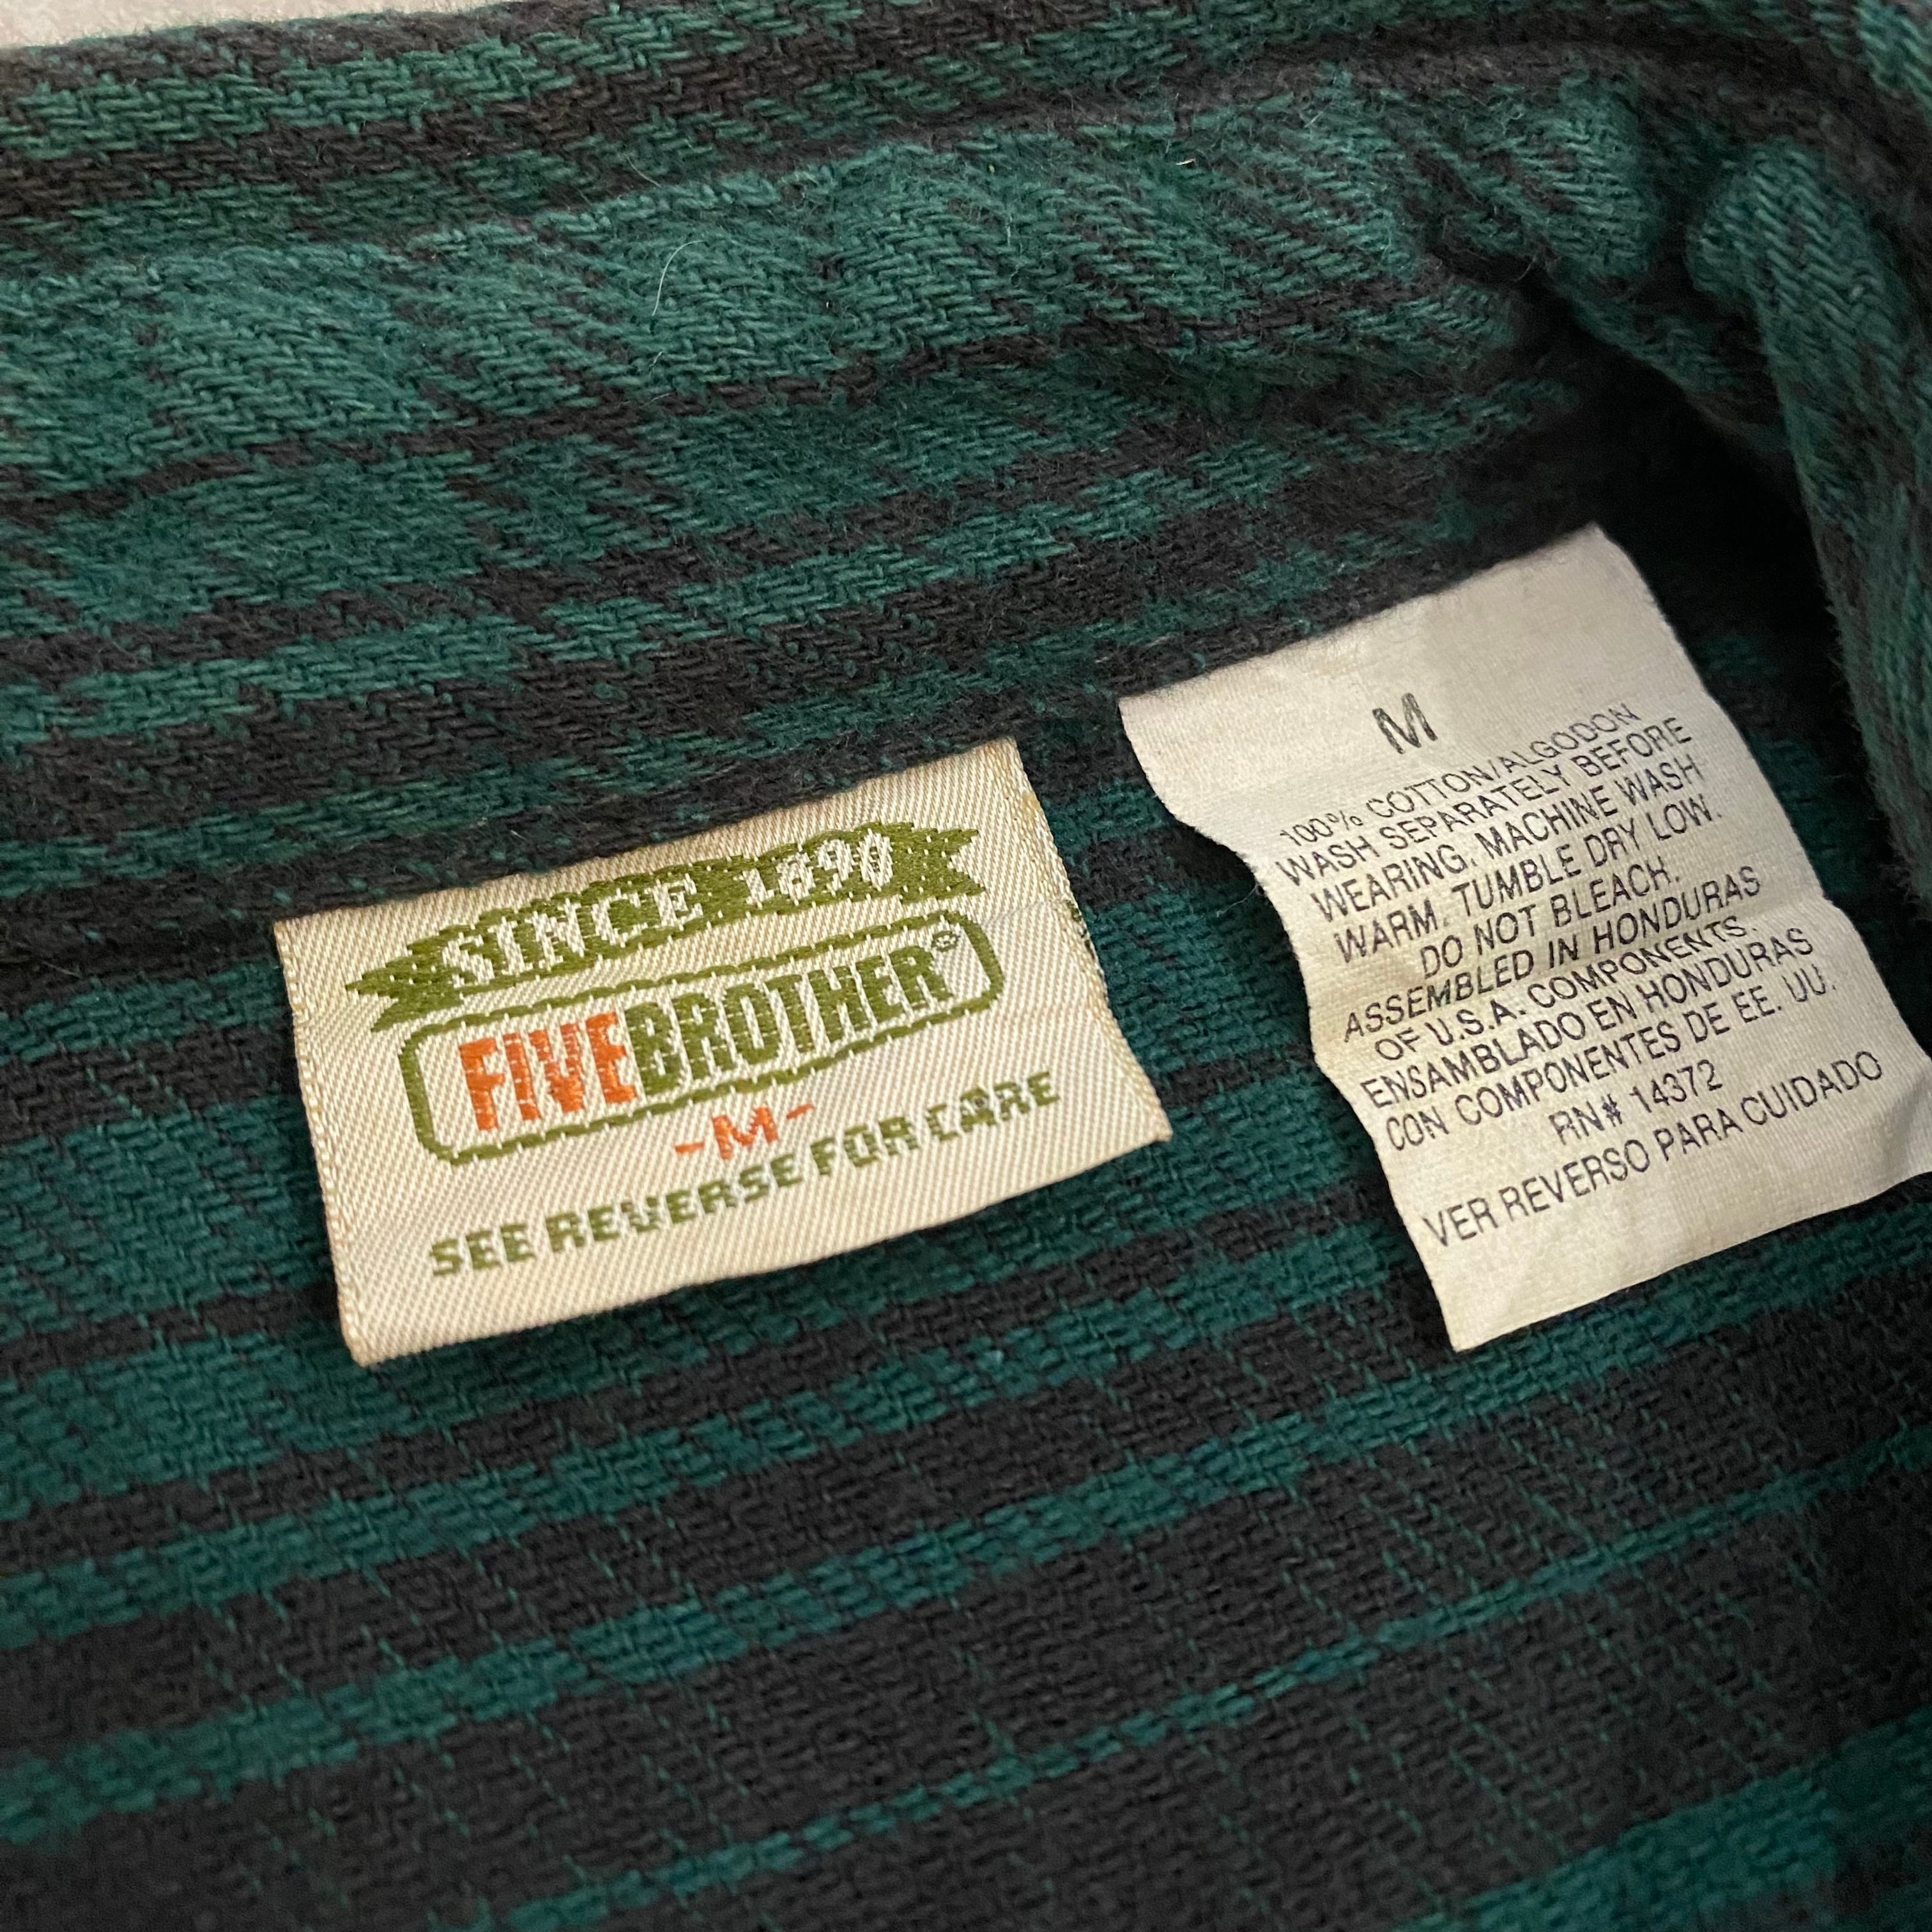 SINCE 1890
FIVEBROTHER®
-M-
SEE REVERSE FOR CARE
M
100% COTTON/ALGODON
WASH SEPARATELY BEFORE
WEARING. MACHINE WASH
WARM. TUMBLE DRY LOW.
DO NOT BLEACH.
ASSEMBLED IN HONDURAS
OF U.S.A. COMPONENTS.
ENSAMBLADO EN HONDURAS
CON COMPONENTES DE EE. UU.
RN# 14372
VER REVERSO PARA CUIDADO